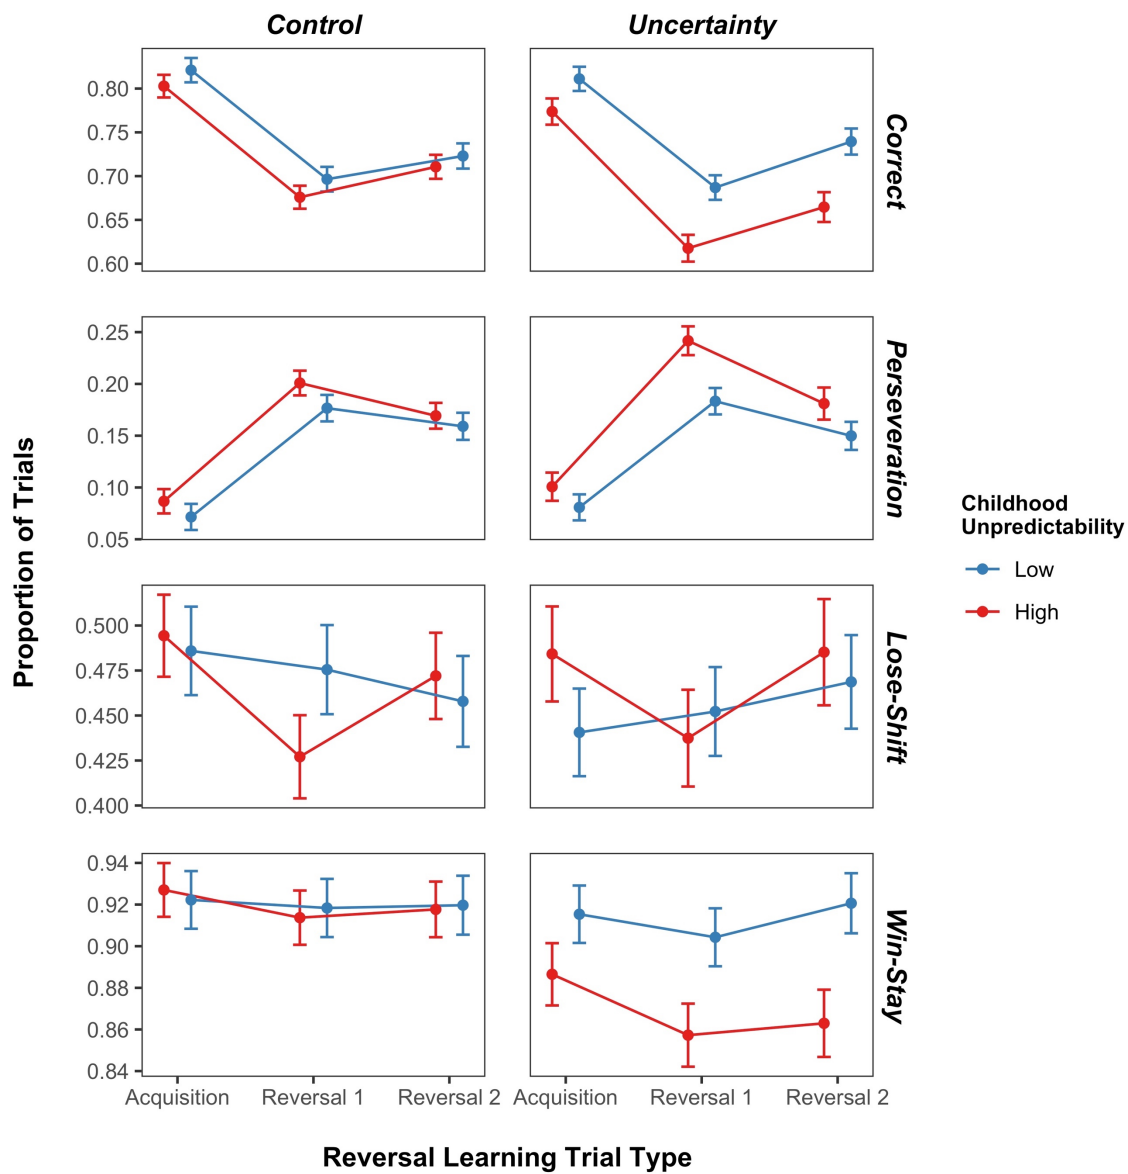 Control
Uncertainty
0.80
0.75
0.70
0.65
0.60
Correct
0.25
0.20
0.15
0.10
0.05
Perseveration
0.500
0.475
0.450
0.425
0.400
Lose-Shift
0.94
0.92
0.90
0.88
0.86
0.84
Win-Stay
Acquisition Reversal 1 Reversal 2 Acquisition Reversal 1 Reversal 2
Reversal Learning Trial Type
Proportion of Trials
Childhood
Unpredictability
Low
High